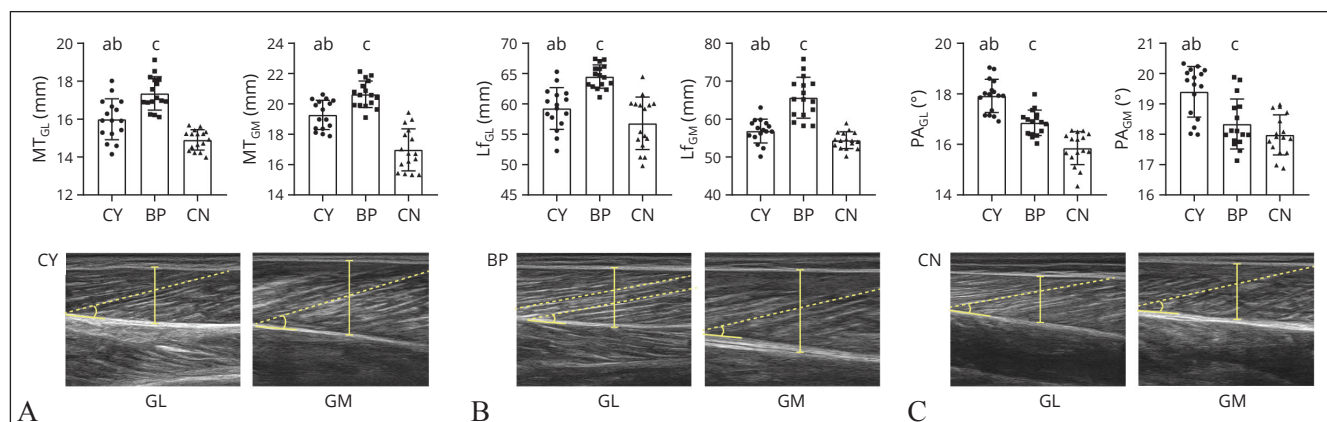 20
18
16
14
12
MT_GL (mm)
ab c
CY BP CN
24
22
20
18
16
14
MT_GM (mm)
ab c
CY BP CN
70
65
60
55
50
45
Lf_GL (mm)
ab c
CY BP CN
80
70
60
50
40
Lf_GM (mm)
ab c
CY BP CN
20
18
16
14
PA_GL (°)
ab c
CY BP CN
21
20
19
18
17
16
PA_GM (°)
ab c
CY BP CN
CY
GL GM
A
BP
GL GM
B
CN
GL GM
C